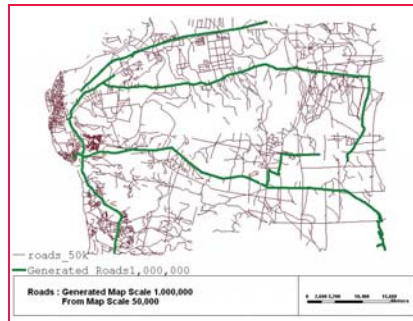 roads_50k
Generated Roads1,000,000
Roads : Generated Map Scale 1.000,000
From Map Scale 50,000
Meters